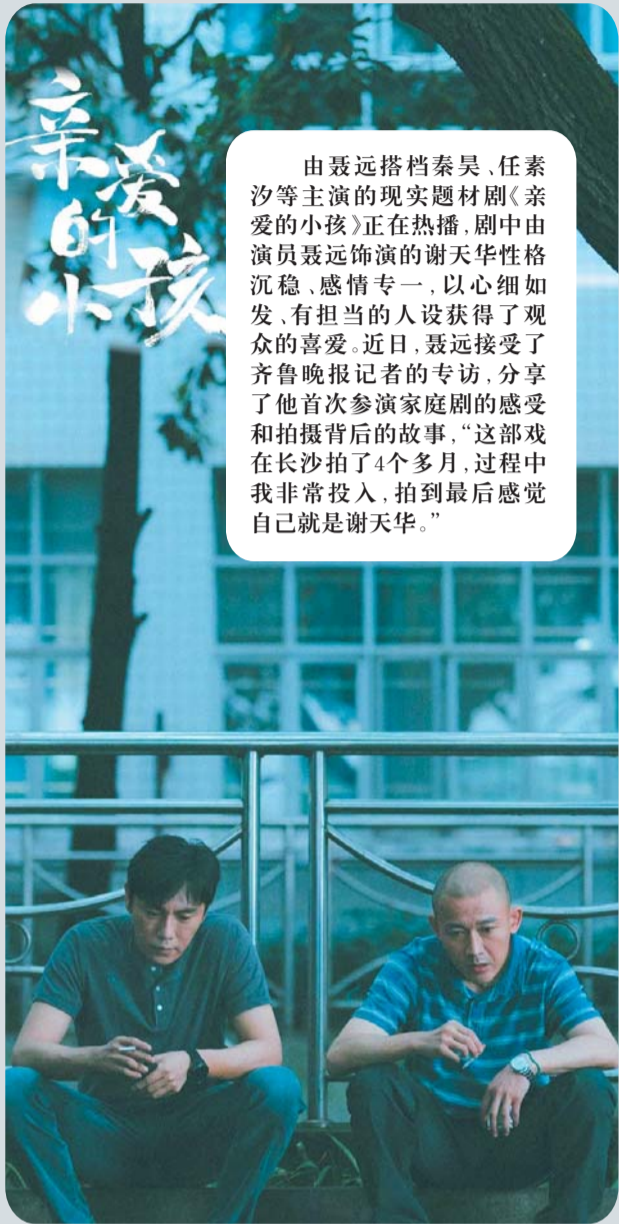 亲爱
的
小孩
由聂远搭档秦昊、任素
汐等主演的现实题材剧《亲
爱的小孩》正在热播，剧中由
演员聂远饰演的谢天华性格
沉稳、感情专一，以心细如
发、有担当的人设获得了观
众的喜爱。近日，聂远接受了
齐鲁晚报记者的专访，分享
了他首次参演家庭剧的感受
和拍摄背后的故事，“这部戏
在长沙拍了4个多月，过程中
我非常投入，拍到最后感觉
自己就是谢天华。”